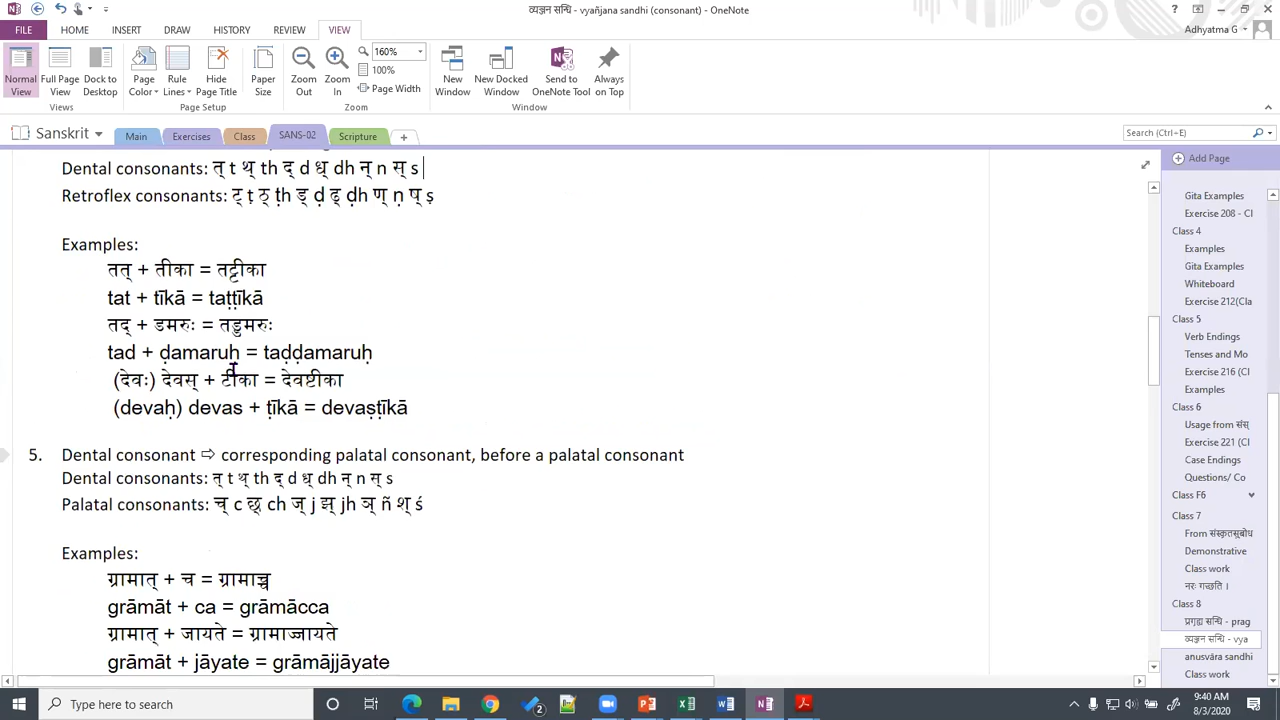 व्यञ्जन सन्धि - vyañjana sandhi (consonant) - OneNote
FILE HOME INSERT DRAW HISTORY REVIEW VIEW
Adhyatma G
Normal View
Full Page View
Dock to Desktop
Views
Page Color
Rule Lines
Hide Page Title
Paper Size
Page Setup
Zoom Out
Zoom In
160%
100%
Page Width
Zoom
New Window
New Docked Window
Send to OneNote Tool
Always on Top
Window
Sanskrit Main Exercises Class SANS-02 Scripture
Search (Ctrl+E)
Dental consonants: त् t थ् th द् d ध् dh न् n स् s
Retroflex consonants: ट् ṭ ठ् ṭh ड् ḍ ढ् ḍh ण् ṇ ष् ṣ
Examples:
तत् + तीका = तट्टीका
tat + tīkā = taṭṭīkā
तद् + डमरुः = तड्डमरुः
tad + ḍamaruḥ = taḍḍamaruḥ
(देवः) देवस् + टीका = देवष्टीका
(devaḥ) devas + ṭīkā = devaṣṭīkā
5. Dental consonant ⇨ corresponding palatal consonant, before a palatal consonant
Dental consonants: त् t थ् th द् d ध् dh न् n स् s
Palatal consonants: च् c छ् ch ज् j झ् jh ञ् ñ श् ś
Examples:
ग्रामात् + च = ग्रामाच्च
grāmāt + ca = grāmācca
ग्रामात् + जायते = ग्रामाज्जायते
grāmāt + jāyate = grāmājjāyate
Add Page
Gita Examples
Exercise 208 - Cl
Class 4
Examples
Gita Examples
Whiteboard
Exercise 212(Cla
Class 5
Verb Endings
Tenses and Mo
Exercise 216 (Cl
Examples
Class 6
Usage from संस्
Exercise 221 (Cl
Case Endings
Questions/ Co
Class F6
Class 7
From संस्कृतसुबोध
Demonstrative
Class work
नरः गच्छति ।
Class 8
प्रगृह्य सन्धि - prag
व्यञ्जन सन्धि - vya
anusvāra sandhi
Class work
Type here to search
2
9:40 AM
8/3/2020